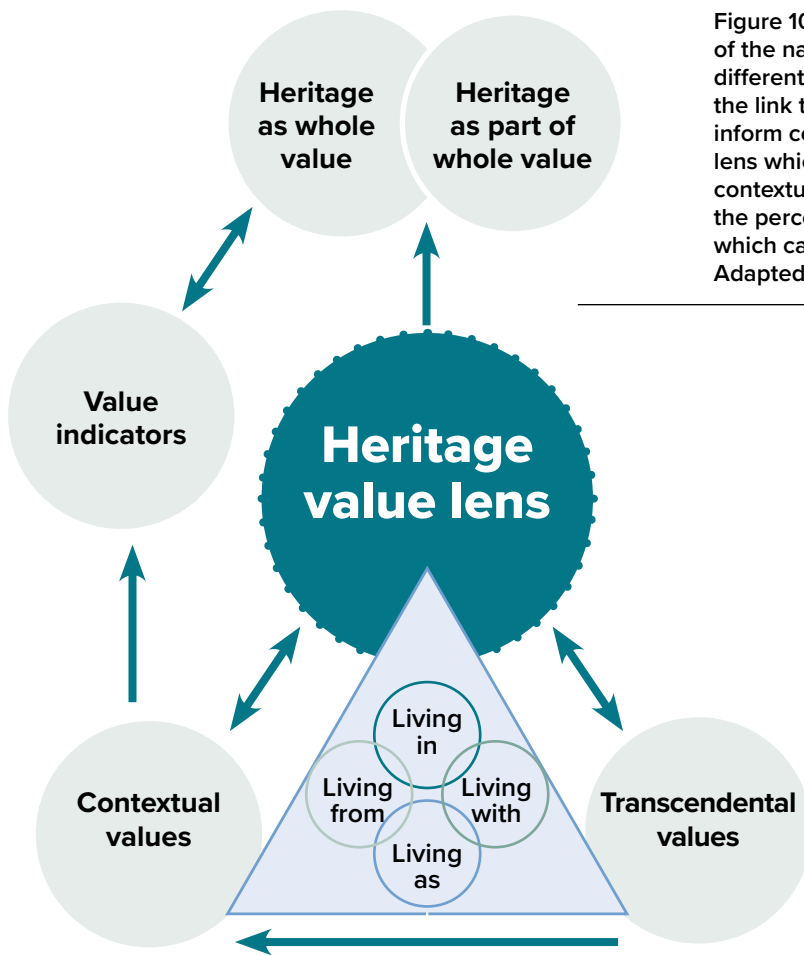 Heritage
as whole
value
Heritage
as part of
whole value
Figure 10
of the na
different
the link t
inform co
lens whic
contextu
the perce
which ca
Adapted
Value
indicators
Heritage
value lens
Living
in
Living
from
Living
with
Living
as
Contextual
values
Transcendental
values